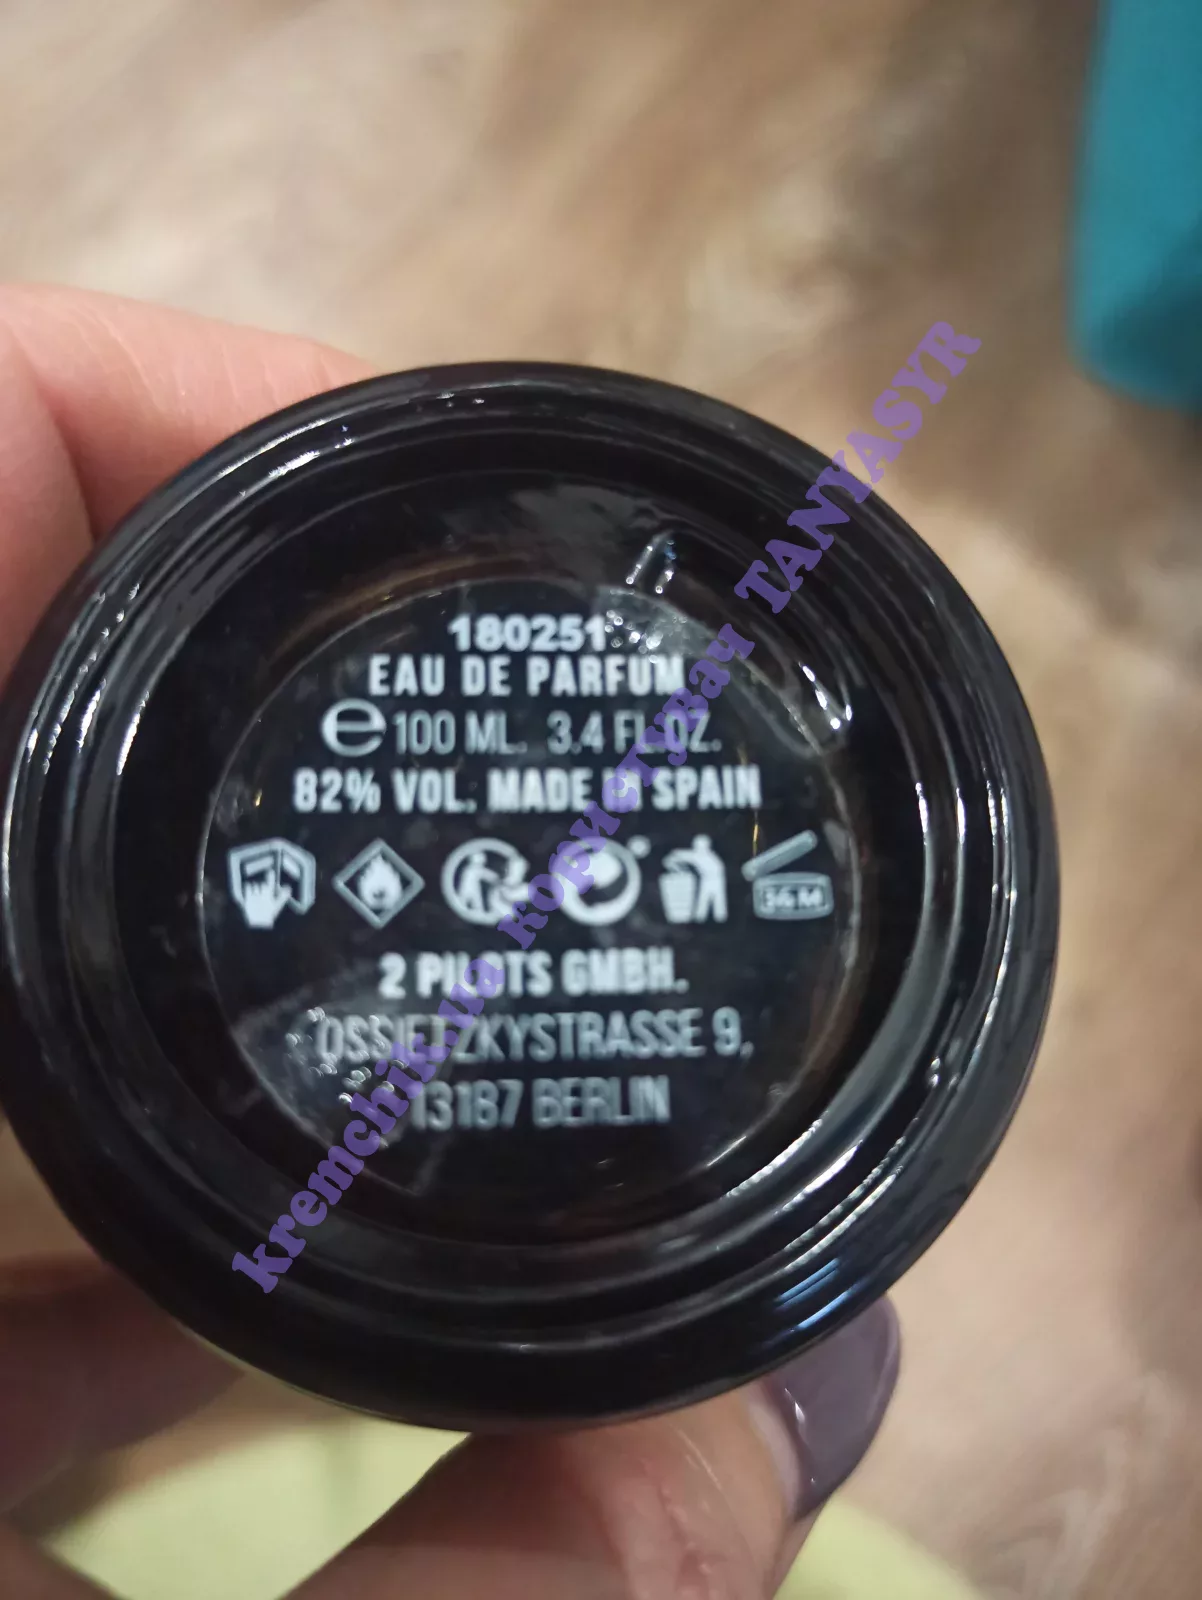 180251
EAU DE PARFUM
℮ 100 ML. 3.4 FL.OZ.
82% VOL. MADE IN SPAIN
36 M
2 PILOTS GMBH.
OSSIETZKYSTRASSE 9,
13187 BERLIN
kremchik.ua користувач TANYASYR